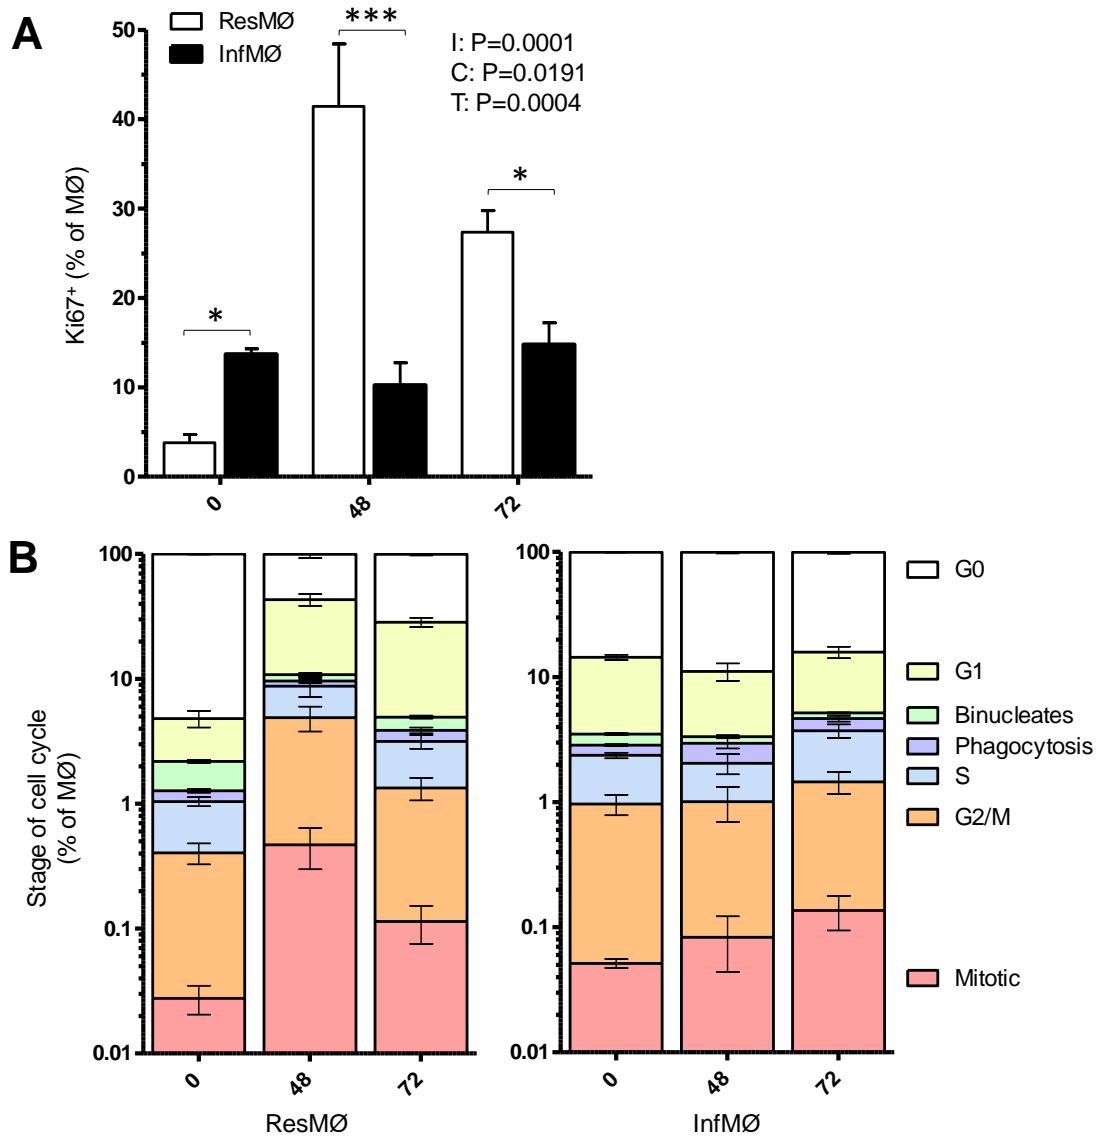 A
ResMØ
InfMØ
***
I: P=0.0001
C: P=0.0191
T: P=0.0004
*
*
Ki67⁺ (% of MØ)
50
40
30
20
10
0
0
48
72
B
Stage of cell cycle
(% of MØ)
100
10
1
0.1
0.01
0
48
72
ResMØ
100
10
1
0.1
0.01
0
48
72
InfMØ
G0
G1
Binucleates
Phagocytosis
S
G2/M
Mitotic